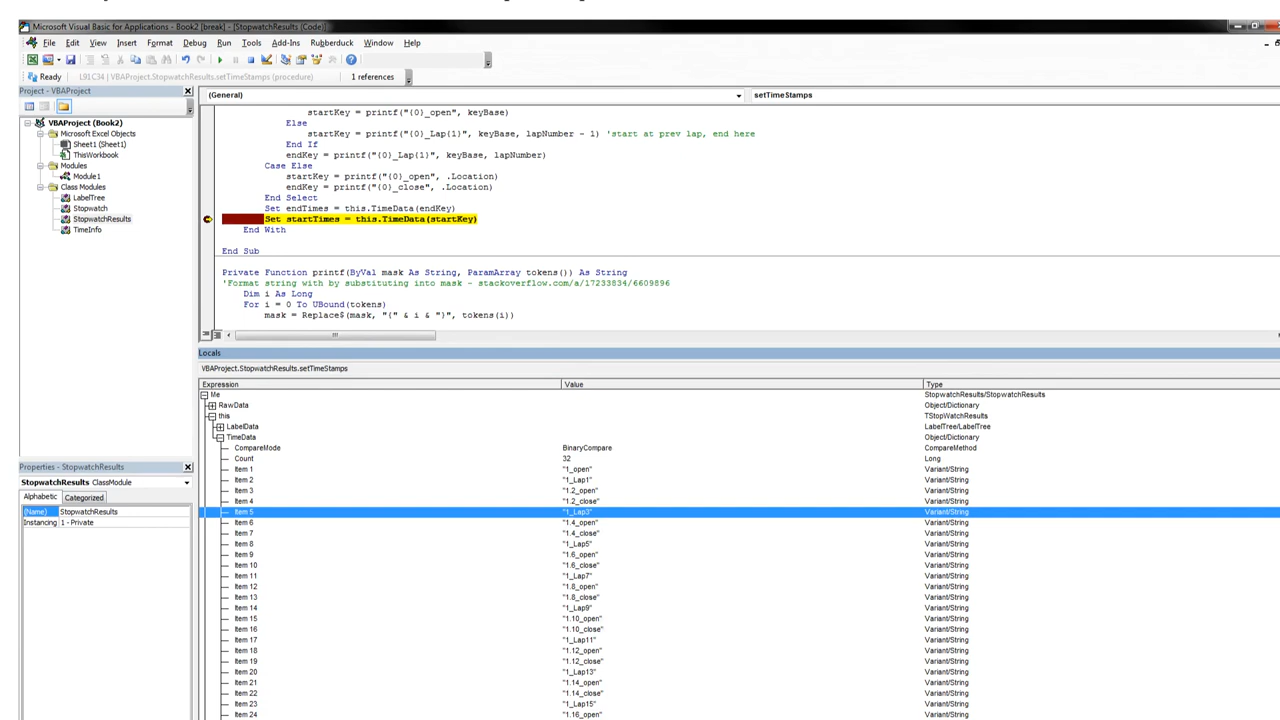 Microsoft Visual Basic for Applications - Book2 [break] - [StopwatchResults (Code)]
File Edit View Insert Format Debug Run Tools Add-Ins Rubberduck Window Help
Ready L91C34 | VBAProject.StopwatchResults.setTimeStamps (procedure) 1 references
Project - VBAProject
VBAProject (Book2)
Microsoft Excel Objects
Sheet1 (Sheet1)
ThisWorkbook
Modules
Module1
Class Modules
LabelTree
Stopwatch
StopwatchResults
TimeInfo
Properties - StopwatchResults
StopwatchResults ClassModule
Alphabetic Categorized
(Name) StopwatchResults
Instancing 1 - Private
(General) setTimeStamps
startKey = printf("{0}_open", keyBase)
Else
startKey = printf("{0}_Lap{1}", keyBase, lapNumber - 1) 'start at prev lap, end here
End If
endKey = printf("{0}_Lap{1}", keyBase, lapNumber)
Case Else
startKey = printf("{0}_open", .Location)
endKey = printf("{0}_close", .Location)
End Select
Set endTimes = this.TimeData(endKey)
Set startTimes = this.TimeData(startKey)
End With
End Sub
Private Function printf(ByVal mask As String, ParamArray tokens()) As String
'Format string with by substituting into mask - stackoverflow.com/a/17233834/6609896
Dim i As Long
For i = 0 To UBound(tokens)
mask = Replace$(mask, "{" & i & "}", tokens(i))
Locals
VBAProject.StopwatchResults.setTimeStamps
Expression Value Type
Me StopwatchResults/StopwatchResults
RawData Object/Dictionary
this TStopWatchResults
LabelData LabelTree/LabelTree
TimeData Object/Dictionary
CompareMode BinaryCompare CompareMethod
Count 32 Long
Item 1 "1_open" Variant/String
Item 2 "1_Lap1" Variant/String
Item 3 "1.2_open" Variant/String
Item 4 "1.2_close" Variant/String
Item 5 "1_Lap3" Variant/String
Item 6 "1.4_open" Variant/String
Item 7 "1.4_close" Variant/String
Item 8 "1_Lap5" Variant/String
Item 9 "1.6_open" Variant/String
Item 10 "1.6_close" Variant/String
Item 11 "1_Lap7" Variant/String
Item 12 "1.8_open" Variant/String
Item 13 "1.8_close" Variant/String
Item 14 "1_Lap9" Variant/String
Item 15 "1.10_open" Variant/String
Item 16 "1.10_close" Variant/String
Item 17 "1_Lap11" Variant/String
Item 18 "1.12_open" Variant/String
Item 19 "1.12_close" Variant/String
Item 20 "1_Lap13" Variant/String
Item 21 "1.14_open" Variant/String
Item 22 "1.14_close" Variant/String
Item 23 "1_Lap15" Variant/String
Item 24 "1.16_open" Variant/String